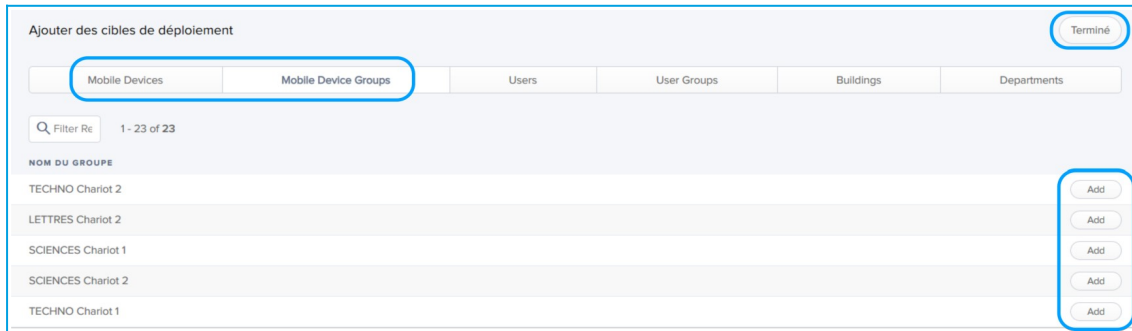 Ajouter des cibles de déploiement Terminé
Mobile Devices Mobile Device Groups Users User Groups Buildings Departments
Filter Re 1 - 23 of 23
NOM DU GROUPE
TECHNO Chariot 2 Add
LETTRES Chariot 2 Add
SCIENCES Chariot 1 Add
SCIENCES Chariot 2 Add
TECHNO Chariot 1 Add